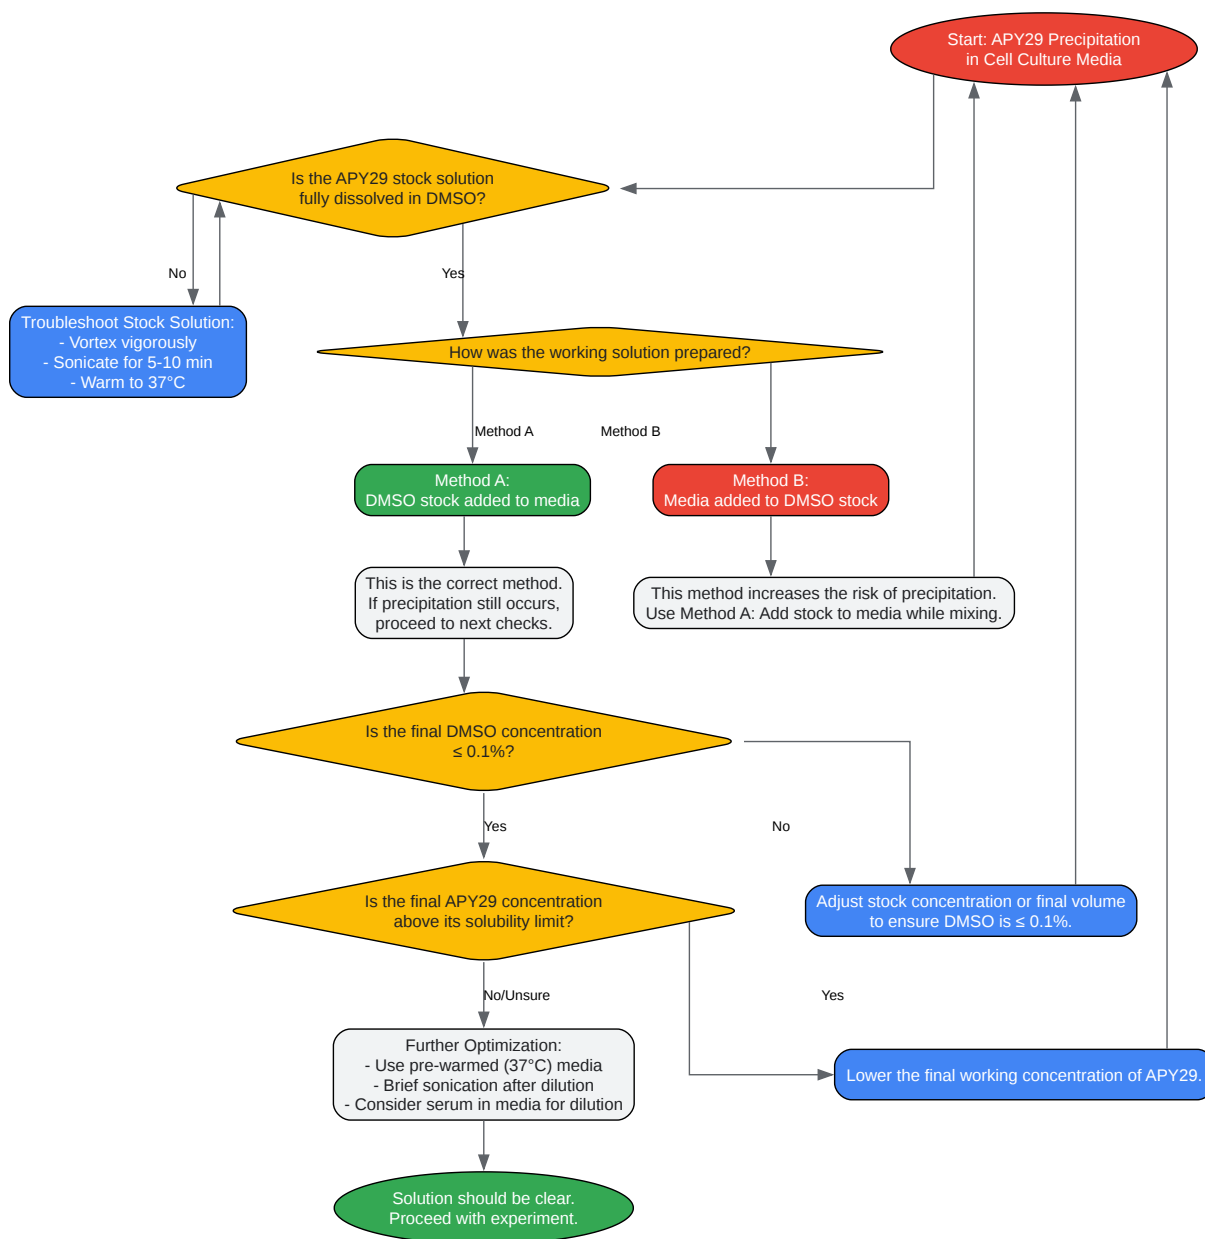 Start: APY29 Precipitation
in Cell Culture Media
Is the APY29 stock solution
fully dissolved in DMSO?
No
Yes
Troubleshoot Stock Solution:
- Vortex vigorously
- Sonicate for 5-10 min
- Warm to 37°C
How was the working solution prepared?
Method A
Method B
Method A:
DMSO stock added to media
Method B:
Media added to DMSO stock
This is the correct method.
If precipitation still occurs,
proceed to next checks.
This method increases the risk of precipitation.
Use Method A: Add stock to media while mixing.
Is the final DMSO concentration
≤ 0.1%?
Yes
No
Is the final APY29 concentration
above its solubility limit?
Adjust stock concentration or final volume
to ensure DMSO is ≤ 0.1%.
No/Unsure
Yes
Further Optimization:
- Use pre-warmed (37°C) media
- Brief sonication after dilution
- Consider serum in media for dilution
Lower the final working concentration of APY29.
Solution should be clear.
Proceed with experiment.